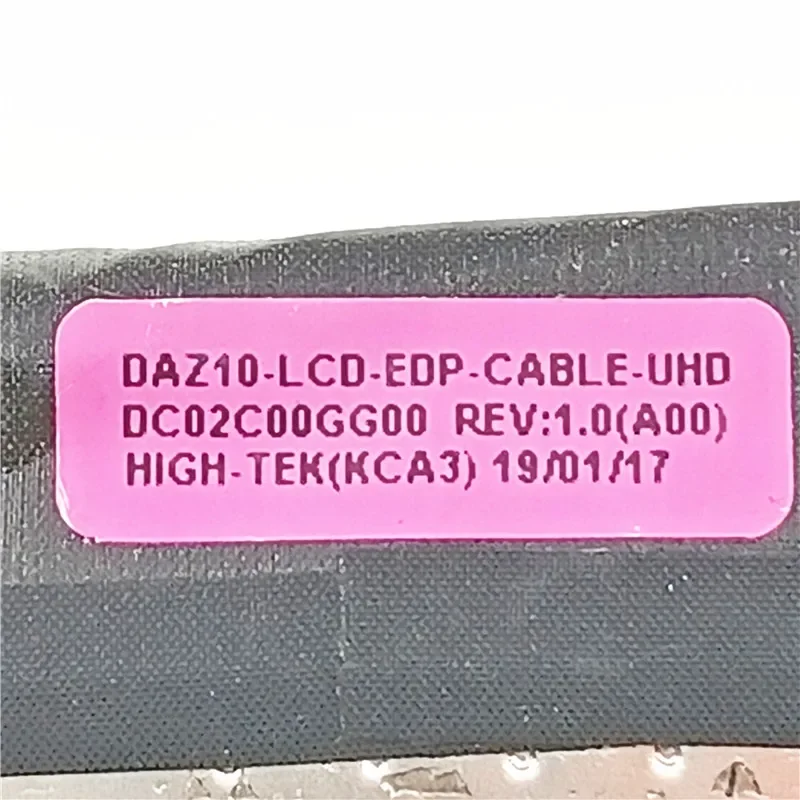 DAZ10-LCD-EDP-CABLE-UHD
DC02C00GG00 REV:1.0(A00)
HIGH-TEK(KCA3) 19/01/17